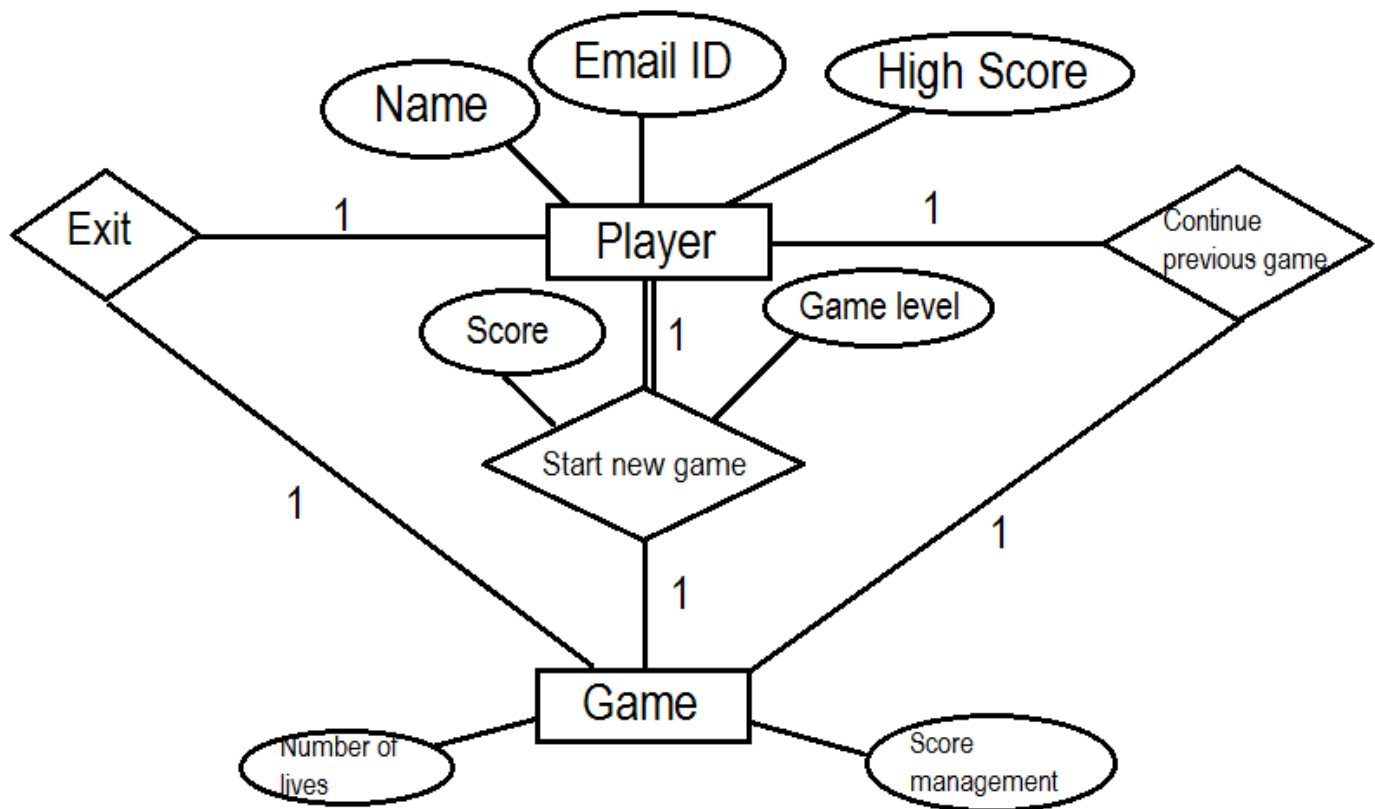 Email ID
High Score
Name
Exit
1
Player
1
Continue
previous game
Score
1
Game level
Start new game
1
1
1
Game
Number of
lives
Score
management